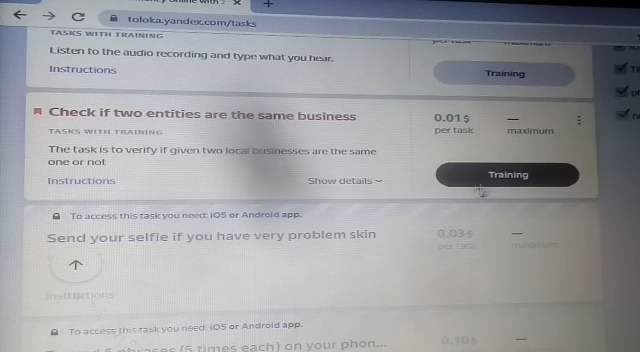 toloka.yandex.com/tasks
TASKS WITH TRAINING
Listen to the audio recording and type what you hear.
Instructions
Training
Check if two entities are the same business
0.01 $
—
per task
maximum
TASKS WITH TRAINING
The task is to verify if given two local businesses are the same
one or not
Instructions
Show details
Training
To access this task you need: iOS or Android app.
Send your selfie if you have very problem skin
0.03 $
—
per task
maximum
Instructions
To access this task you need: iOS or Android app.
5 phrases (5 times each) on your phon...
0.10 $
—